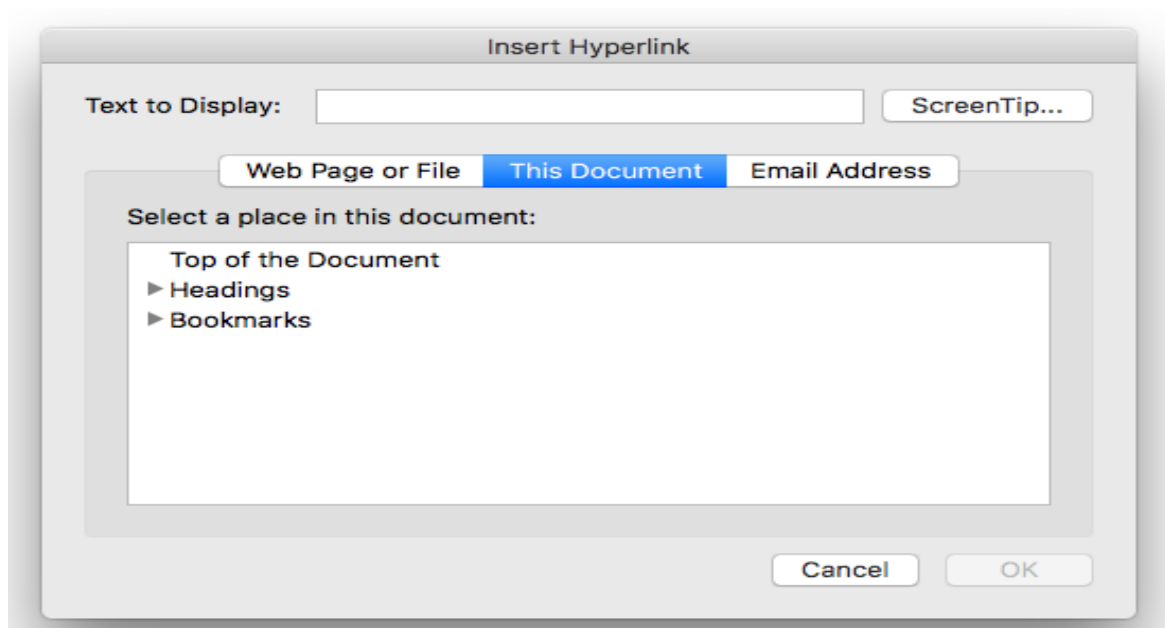 Insert Hyperlink
Text to Display: ScreenTip...
Web Page or File This Document Email Address
Select a place in this document:
Top of the Document
Headings
Bookmarks
Cancel OK